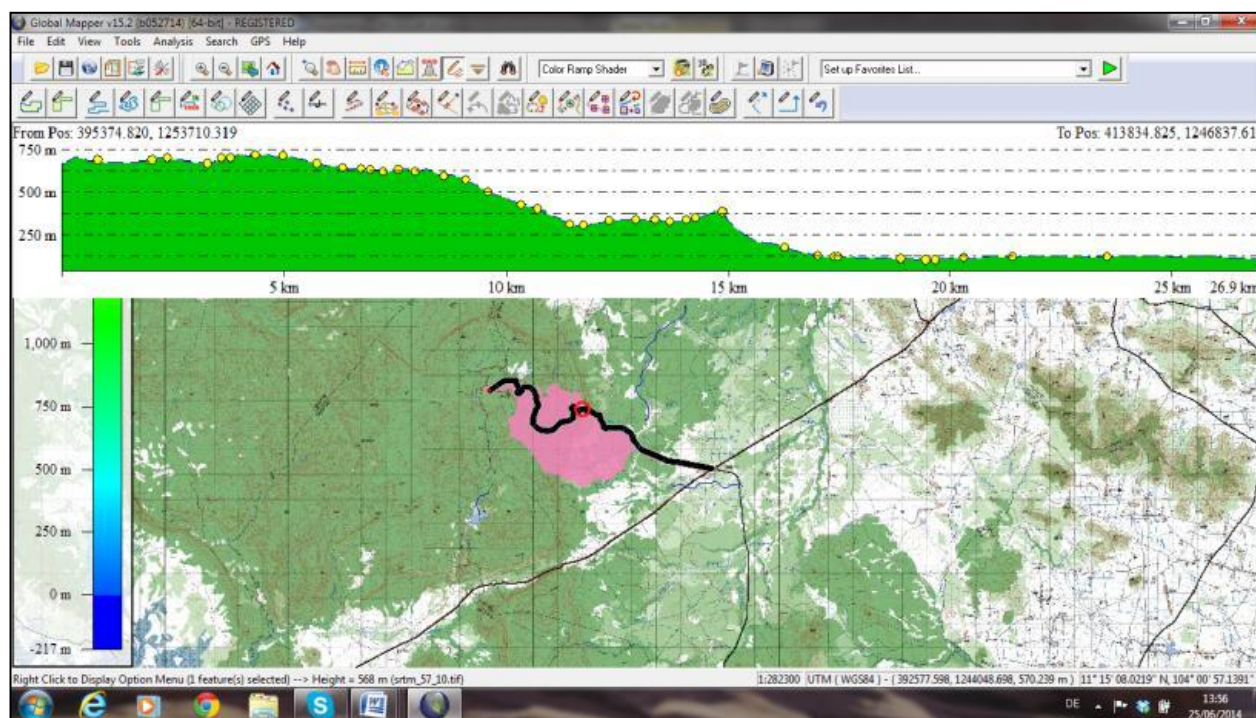 Global Mapper v15.2 (b052714) [64-bit] - REGISTERED
File Edit View Tools Analysis Search GPS Help
Color Ramp Shader
Set up Favorites List...
From Pos: 395374.820, 1253710.319
To Pos: 413834.825, 1246837.61
750 m
500 m
250 m
5 km
10 km
15 km
20 km
25 km
26.9 km
1,000 m
750 m
500 m
250 m
0 m
-217 m
Right Click to Display Option Menu (1 feature(s) selected) --> Height = 568 m (srtm_57_10.tif)
1:282300
UTM ( WGS84 ) - ( 392577.598, 1244048.698, 570.239 m )
11° 15' 08.0219" N, 104° 00' 57.1391"
DE
13:56
25/06/2014